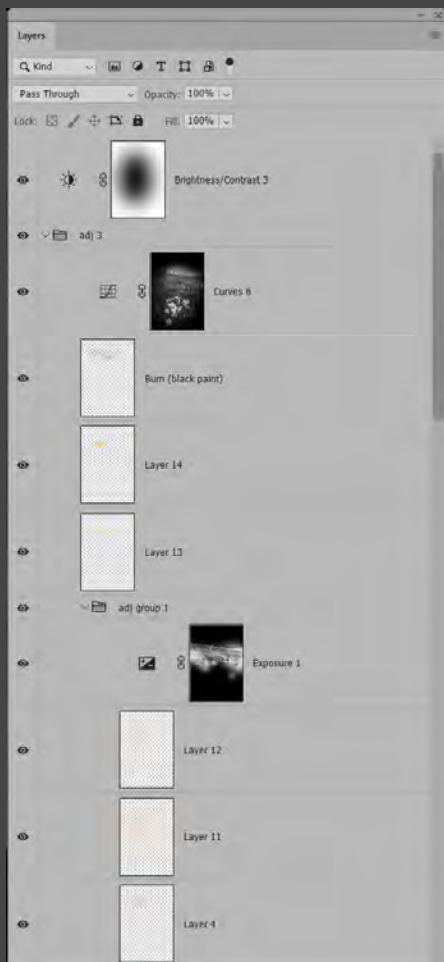 Layers
Kind
Pass Through Opacity: 100%
Lock: Fill: 100%
Brightness/Contrast 3
adj 3
Curves 6
Burn (black paint)
Layer 14
Layer 13
adj group 1
Exposure 1
Layer 12
Layer 11
Layer 4